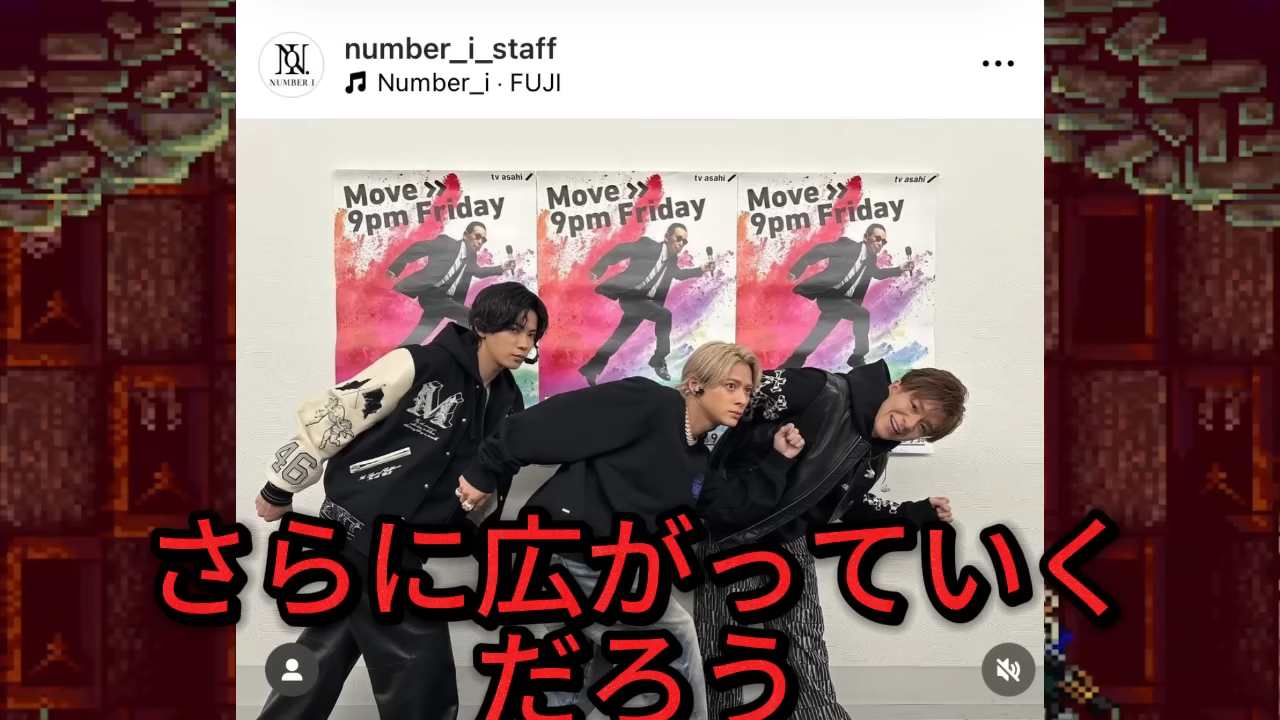 number_i_staff
Number_i · FUJI
NUMBER_I
Move >>
9pm Friday
tv asahi
Move >>
9pm Friday
tv asahi
Move >>
9pm Friday
tv asahi
M
46
さらに広がっていく
だろう